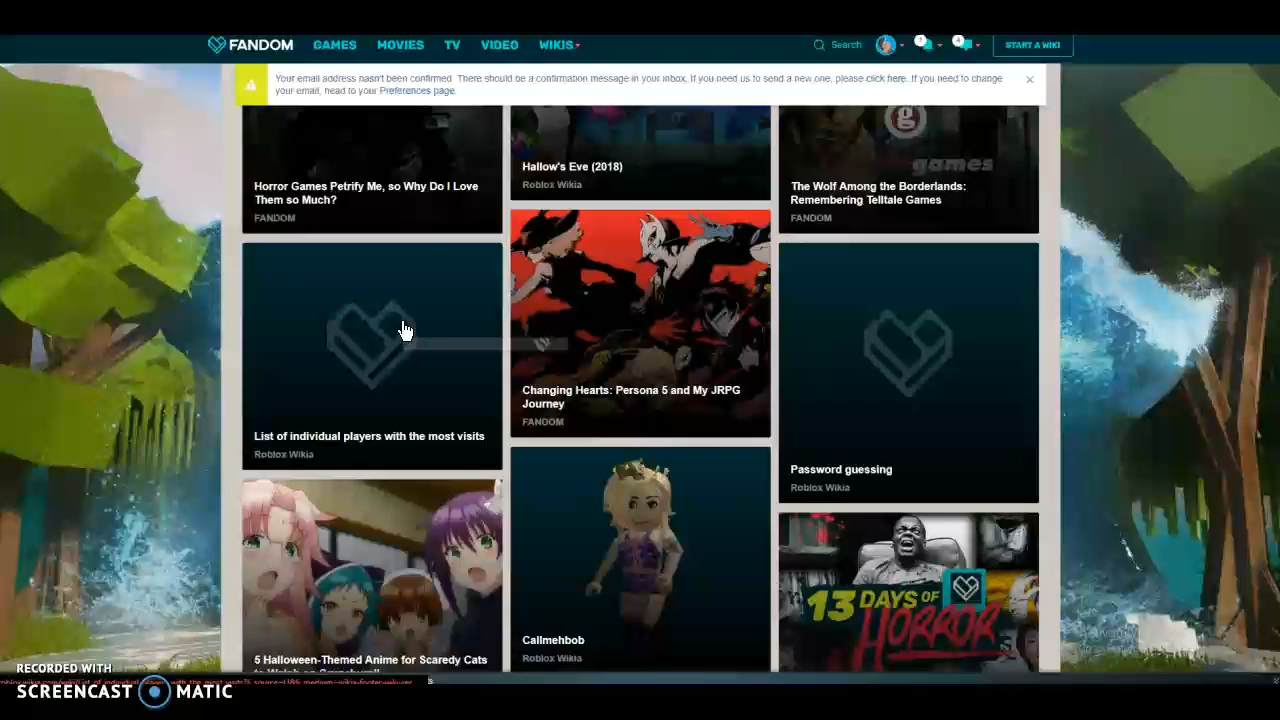 FANDOM GAMES MOVIES TV VIDEO WIKIS Search START A WIKI
Your email address hasn't been confirmed. There should be a confirmation message in your inbox, if you need us to send a new one, please click here. If you need to change
your email, head to your Preferences page.
Horror Games Petrify Me, so Why Do I Love
Them so Much?
FANDOM
Hallow's Eve (2018)
Roblox Wikia
g
games
The Wolf Among the Borderlands:
Remembering Telltale Games
FANDOM
List of individual players with the most visits
Roblox Wikia
Changing Hearts: Persona 5 and My JRPG
Journey
FANDOM
Password guessing
Roblox Wikia
5 Halloween-Themed Anime for Scaredy Cats
Callmehbob
Roblox Wikia
13 DAYS OF
HORROR
RECORDED WITH
SCREENCAST MATIC